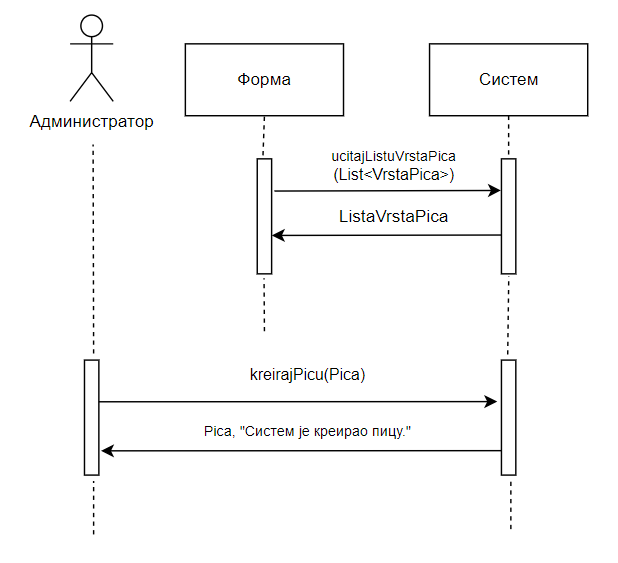 Администратор
Форма
Систем
ucitajListuVrstaPica
(List<VrstaPica>)
ListaVrstaPica
kreirajPicu(Pica)
Pica, "Систем је креирао пицу."